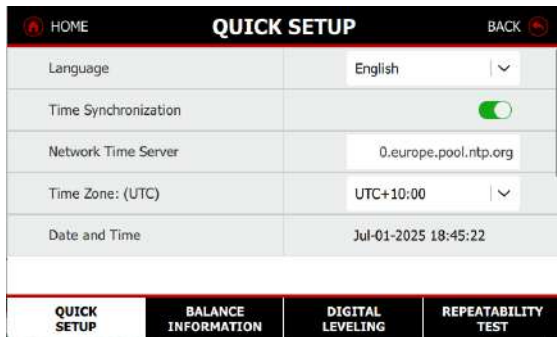 HOME QUICK SETUP BACK
Language English
Time Synchronization
Network Time Server 0.europe.pool.ntp.org
Time Zone: (UTC) UTC+10:00
Date and Time Jul-01-2025 18:45:22
QUICK SETUP
BALANCE INFORMATION
DIGITAL LEVELING
REPEATABILITY TEST